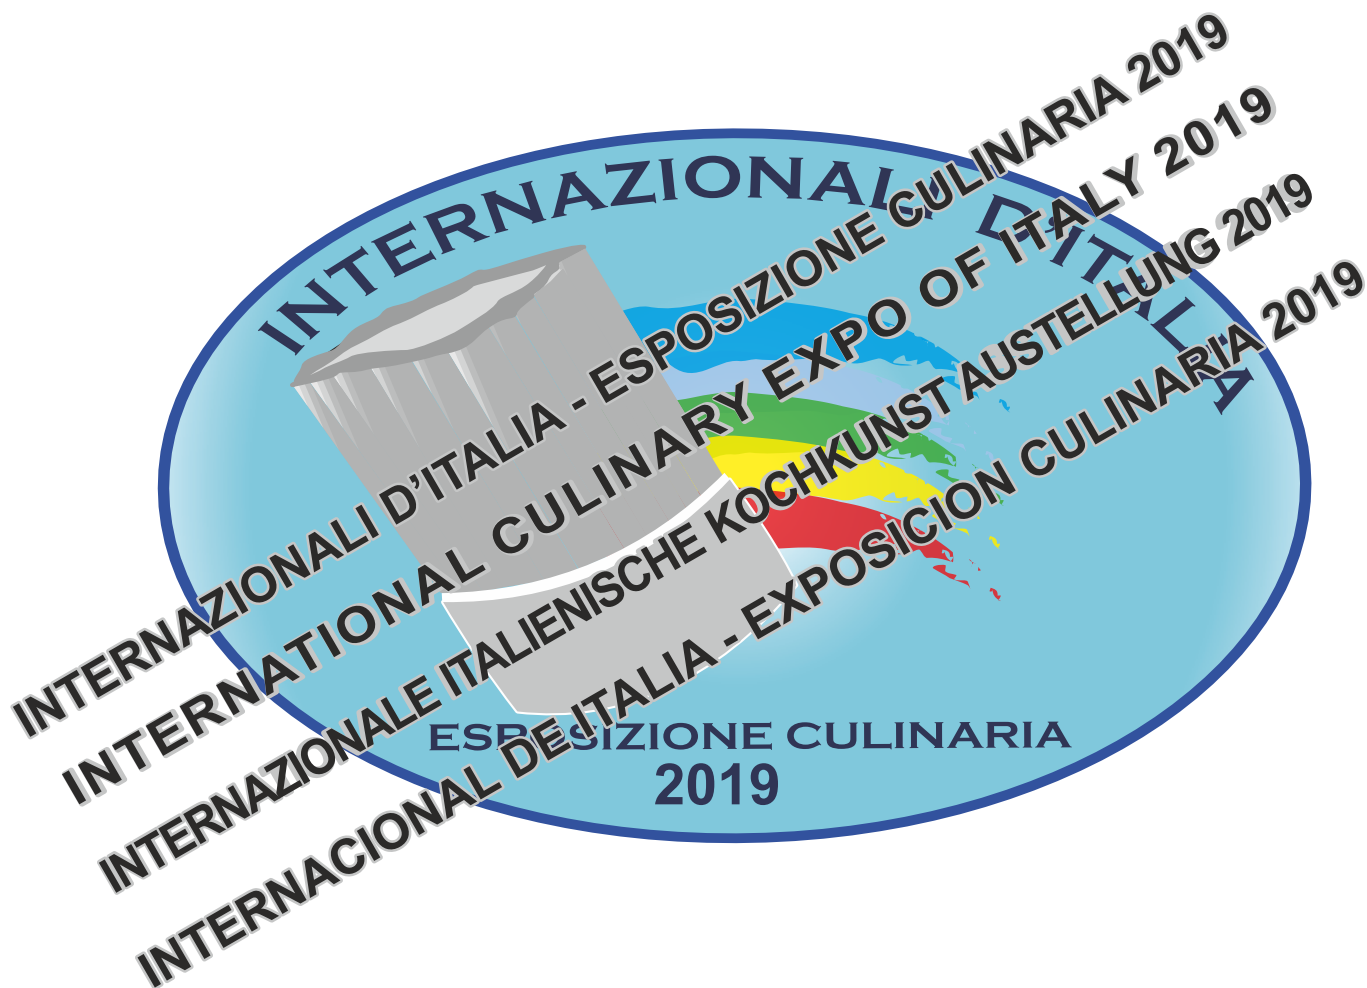 INTERNAZIONALI D'ITALIA
INTERNAZIONALI D’ITALIA - ESPOSIZIONE CULINARIA 2019
INTERNATIONAL CULINARY EXPO OF ITALY 2019
INTERNAZIONALE ITALIENISCHE KOCHKUNST AUSTELLUNG 2019
INTERNACIONAL DE ITALIA - EXPOSICION CULINARIA 2019
ESPOSIZIONE CULINARIA
2019